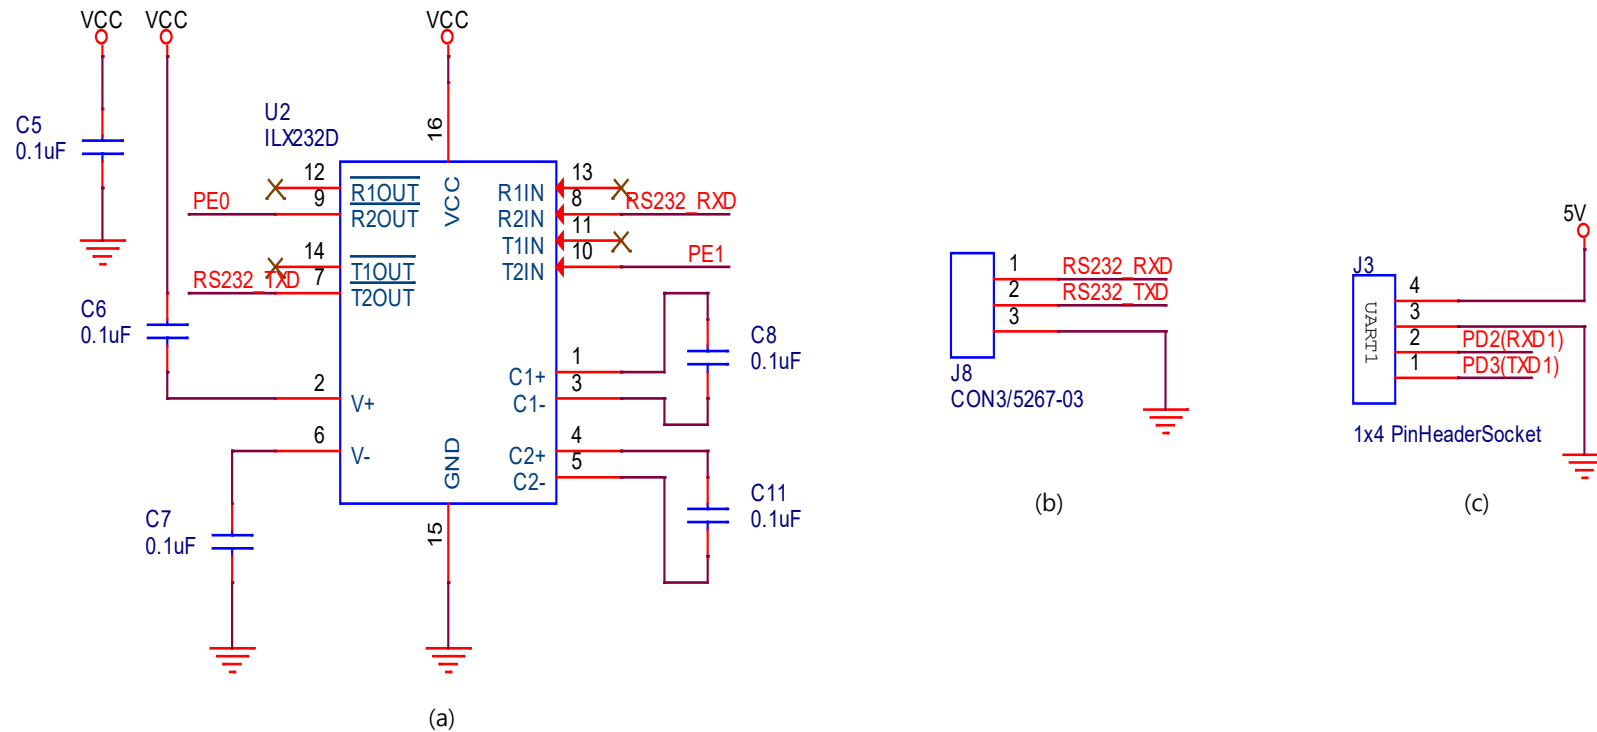 VCC
VCC
VCC
C5
0.1uF
U2
ILX232D
16
12
R1OUT
VCC
R1IN
13
PE0
9
R2OUT
R2IN
8
RS232_RXD
T1IN
11
14
T1OUT
T2IN
10
PE1
RS232_TXD
7
T2OUT
C6
0.1uF
C8
0.1uF
1
C1+
2
V+
3
C1-
6
V-
GND
4
C2+
5
C2-
C11
0.1uF
C7
0.1uF
15
(a)
1
RS232_RXD
2
RS232_TXD
3
J8
CON3/5267-03
(b)
5V
J3
UART1
4
3
2
PD2(RXD1)
1
PD3(TXD1)
1x4 PinHeaderSocket
(c)